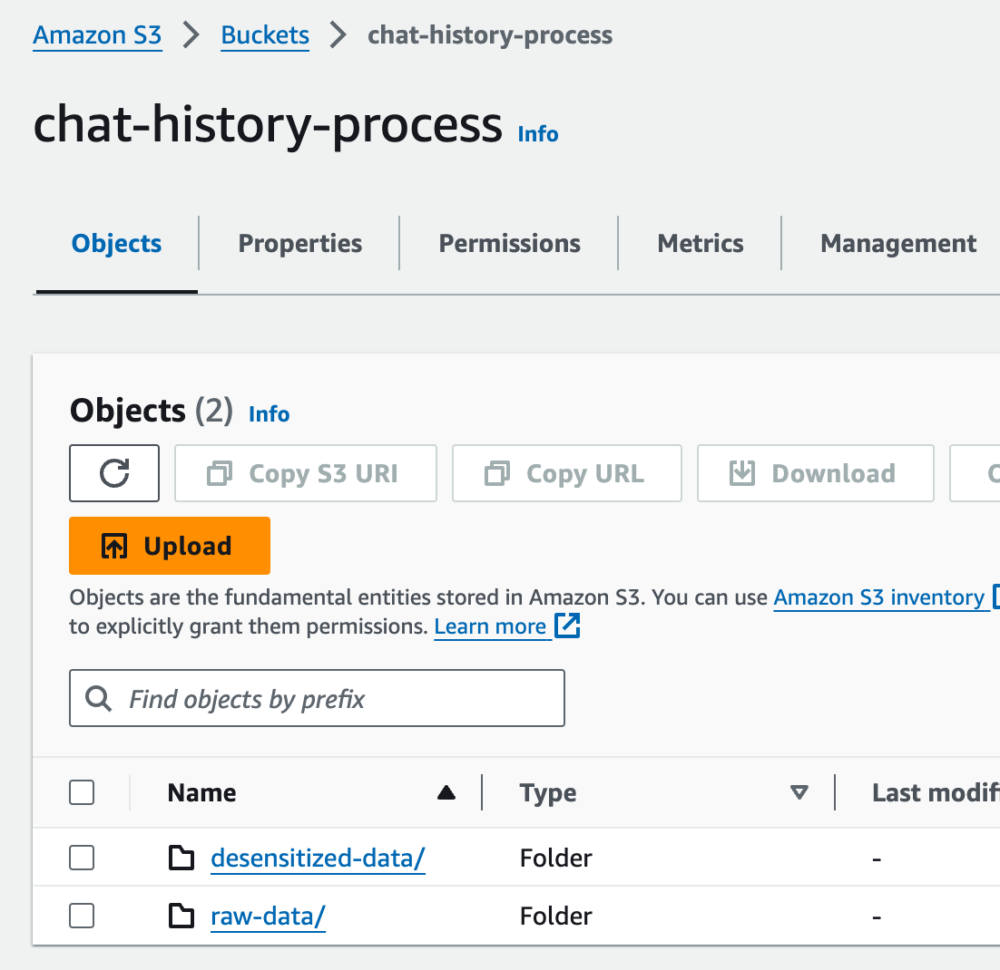 Amazon S3 > Buckets > chat-history-process
chat-history-process Info
Objects Properties Permissions Metrics Management
Objects (2) Info
Copy S3 URI Copy URL Download
Upload
Objects are the fundamental entities stored in Amazon S3. You can use Amazon S3 inventory
to explicitly grant them permissions. Learn more
Find objects by prefix
Name Type Last modif
desensitized-data/ Folder -
raw-data/ Folder -